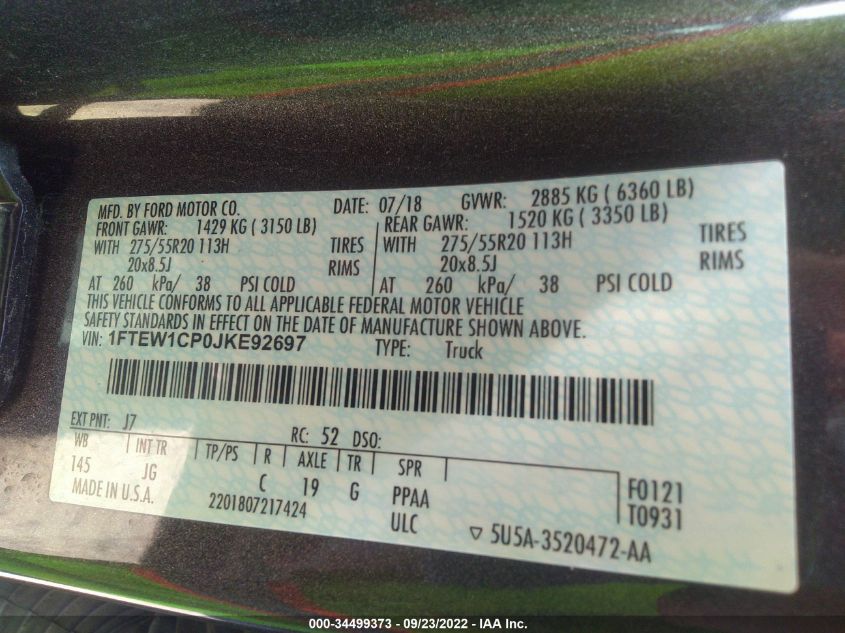 MFD. BY FORD MOTOR CO. DATE: 07/18 GVWR: 2885 KG ( 6360 LB)
FRONT GAWR: 1429 KG ( 3150 LB) REAR GAWR: 1520 KG ( 3350 LB)
WITH 275/55R20 113H TIRES WITH 275/55R20 113H TIRES
20x8.5J RIMS 20x8.5J RIMS
AT 260 kPa/ 38 PSI COLD AT 260 kPa/ 38 PSI COLD
THIS VEHICLE CONFORMS TO ALL APPLICABLE FEDERAL MOTOR VEHICLE
SAFETY STANDARDS IN EFFECT ON THE DATE OF MANUFACTURE SHOWN ABOVE.
VIN: 1FTEW1CP0JKE92697 TYPE: Truck
EXT PNT: J7 RC: 52 DSO:
WB INT TR TP/PS R AXLE TR SPR
145 JG C 19 G PPAA F0121
MADE IN U.S.A. 2201807217424 ULC T0931
▽ 5U5A-3520472-AA
000-34499373 - 09/23/2022 - IAA Inc.